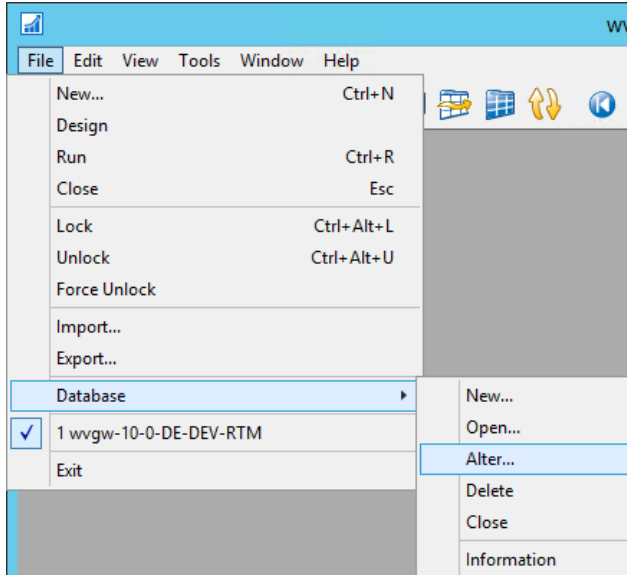 wv
File Edit View Tools Window Help
New... Ctrl+N
Design
Run Ctrl+R
Close Esc
Lock Ctrl+Alt+L
Unlock Ctrl+Alt+U
Force Unlock
Import...
Export...
Database New...
1 wvgw-10-0-DE-DEV-RTM Open...
Alter...
Exit
Delete
Close
Information